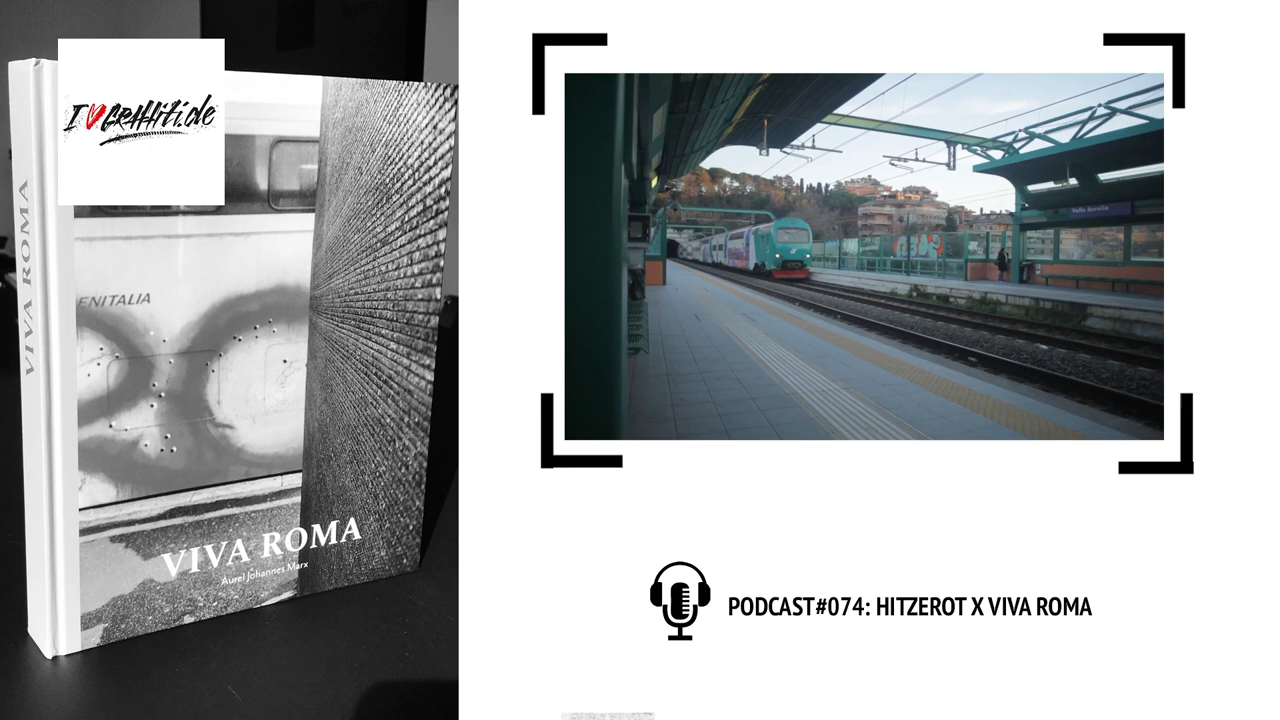 I ❤ GRAffiti.de
VIVA ROMA
ENITALIA
VIVA ROMA
Aurel Johannes Marx
Valle Aurelia
PODCAST#074: HITZEROT X VIVA ROMA